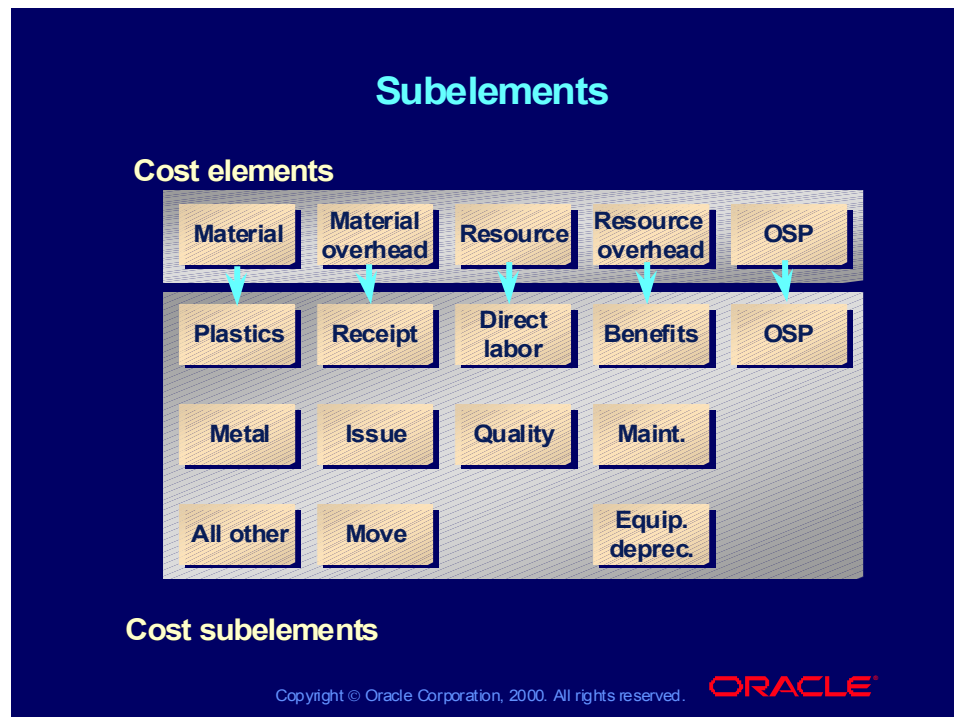 Subelements
Cost elements
Material
Material
overhead
Resource
Resource
overhead
OSP
Plastics
Receipt
Direct
labor
Benefits
OSP
Metal
Issue
Quality
Maint.
All other
Move
Equip.
deprec.
Cost subelements
Copyright © Oracle Corporation, 2000. All rights reserved.
ORACLE®